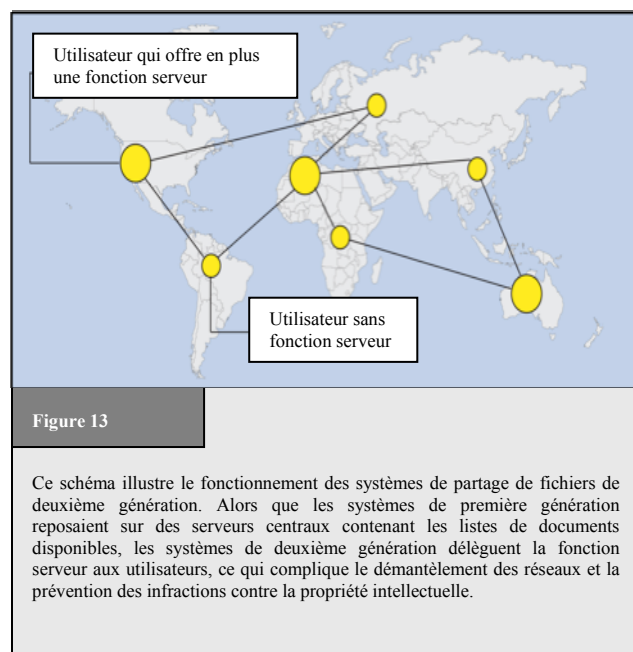 Utilisateur qui offre en plus
une fonction serveur
Utilisateur sans
fonction serveur
Figure 13
Ce schéma illustre le fonctionnement des systèmes de partage de fichiers de
deuxième génération. Alors que les systèmes de première génération
reposaient sur des serveurs centraux contenant les listes de documents
disponibles, les systèmes de deuxième génération délèguent la fonction
serveur aux utilisateurs, ce qui complique le démantèlement des réseaux et la
prévention des infractions contre la propriété intellectuelle.